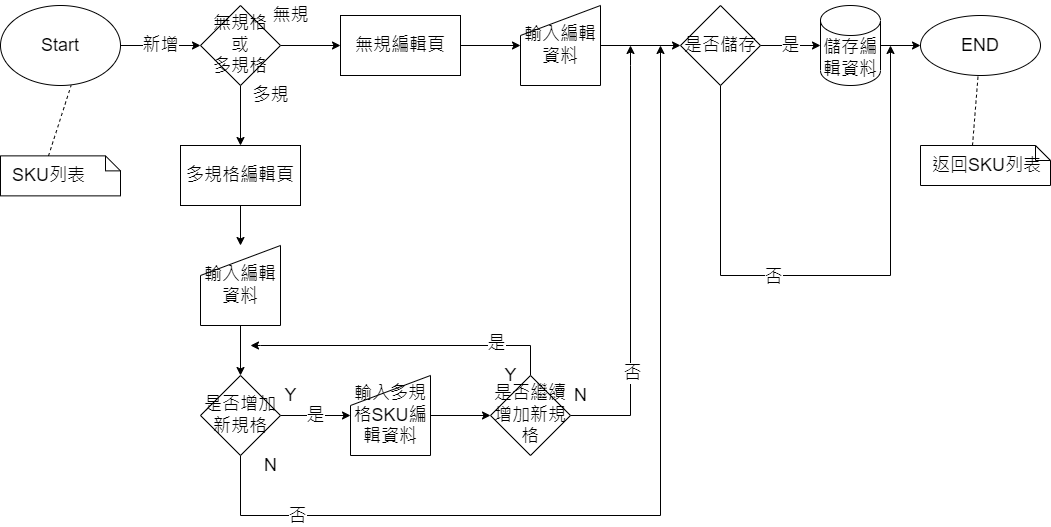 無規
Start
新增
無規格
或
多規格
無規編輯頁
輸入編輯
資料
是否儲存
是
儲存編
輯資料
END
多規
SKU列表
多規格編輯頁
返回SKU列表
輸入編輯
資料
否
是
否
Y
是否增加
新規格
Y
是
輸入多規
格SKU編
輯資料
是否繼續
增加新規
格
N
N
否